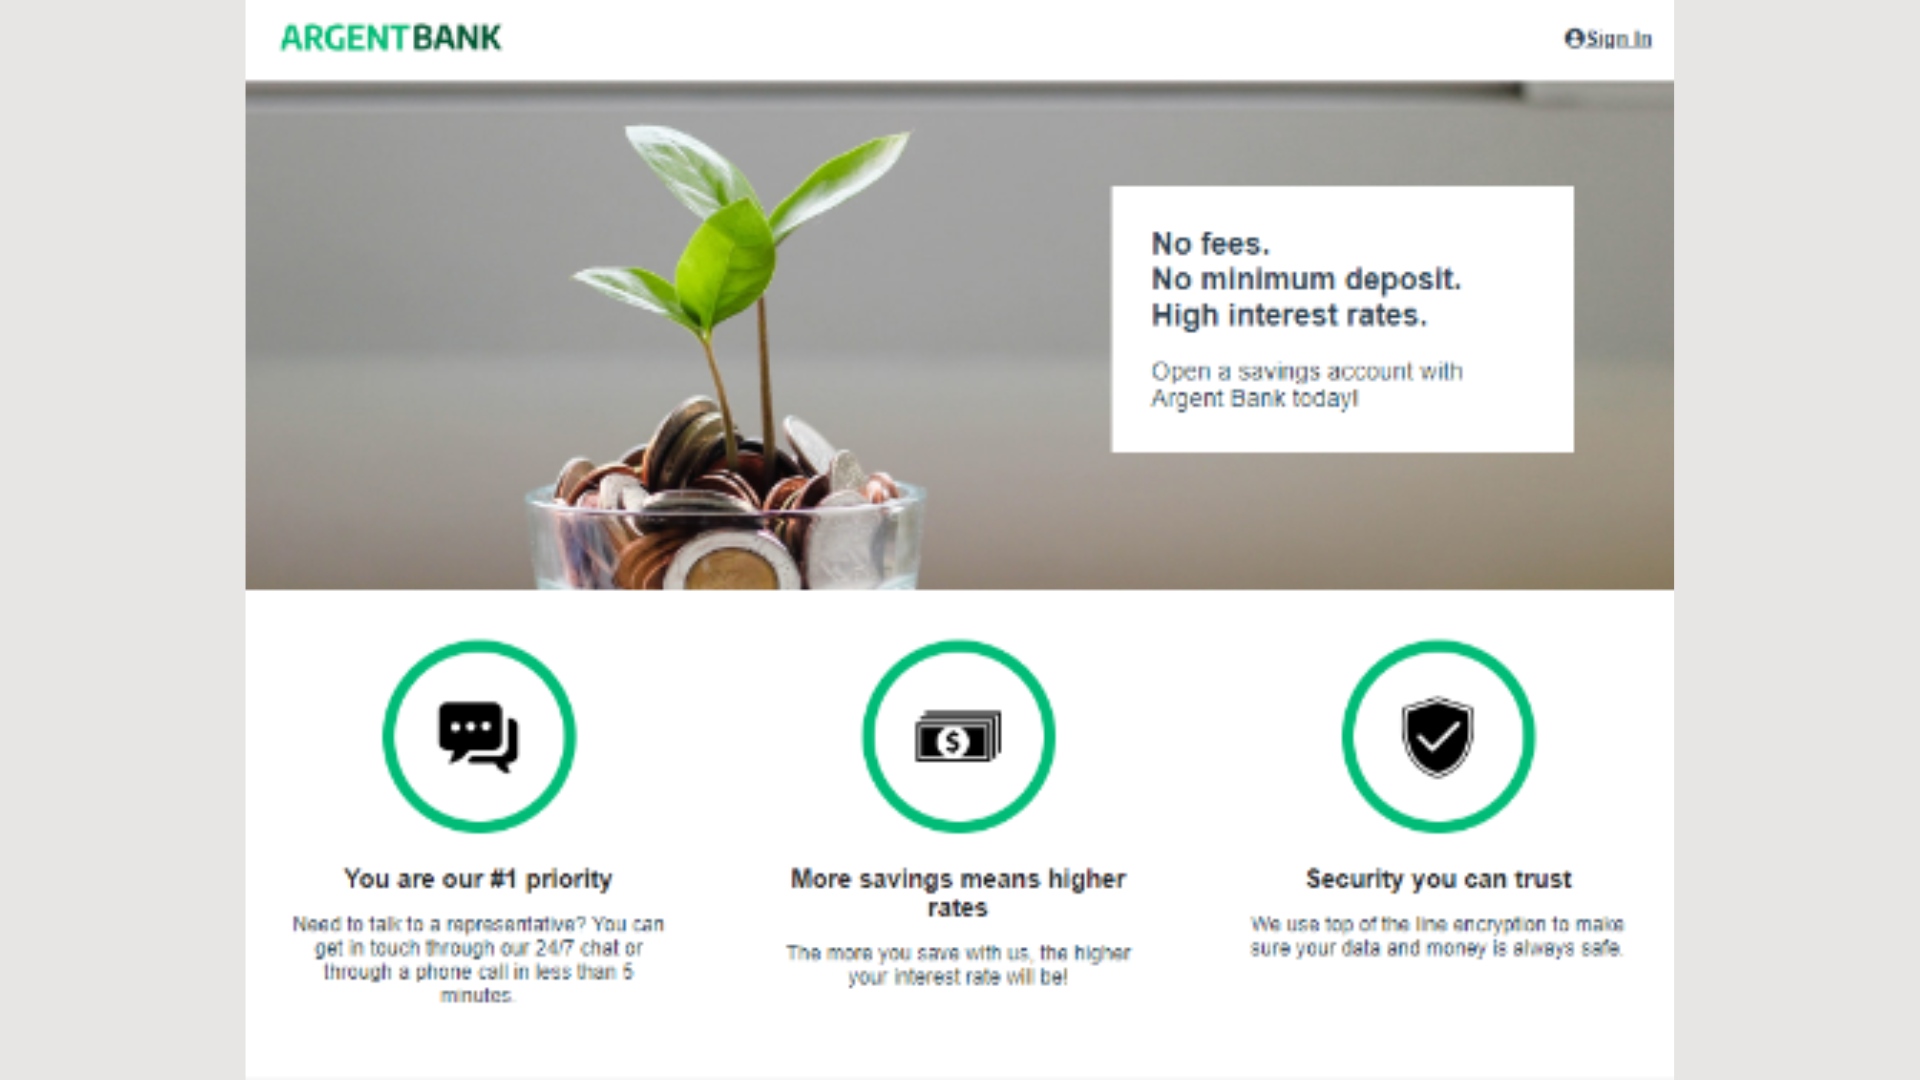 ARGENTBANK
Sign In
No fees.
No minimum deposit.
High interest rates.
Open a savings account with
Argent Bank today!
$
You are our #1 priority
Need to talk to a representative? You can
get in touch through our 24/7 chat or
through a phone call in less than 5
minutes.
More savings means higher
rates
The more you save with us, the higher
your interest rate will be!
Security you can trust
We use top of the line encryption to make
sure your data and money is always safe.